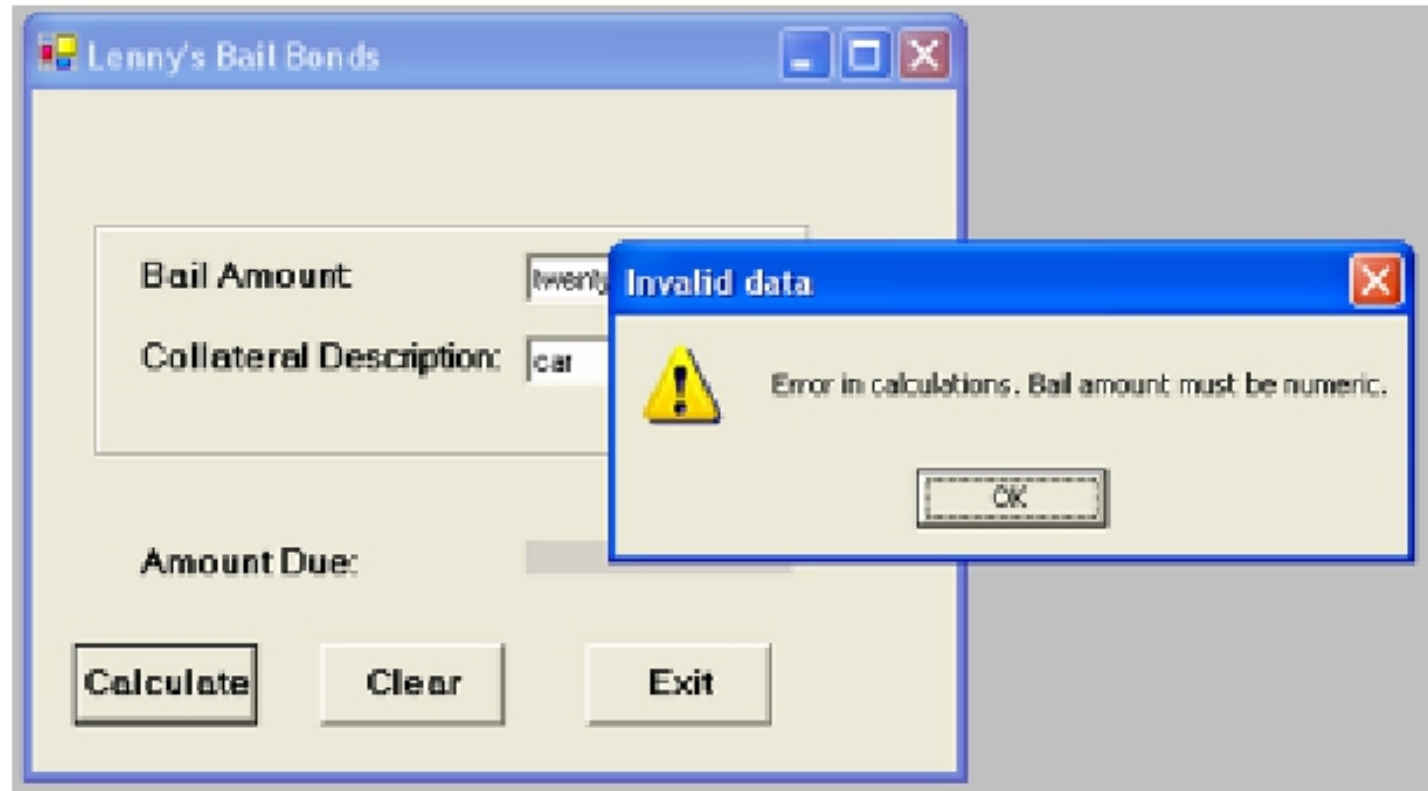 Lenny's Bail Bonds
Bail Amount:
twenty
Collateral Description:
car
Invalid data
Error in calculations. Bail amount must be numeric.
OK
Amount Due:
Calculate
Clear
Exit